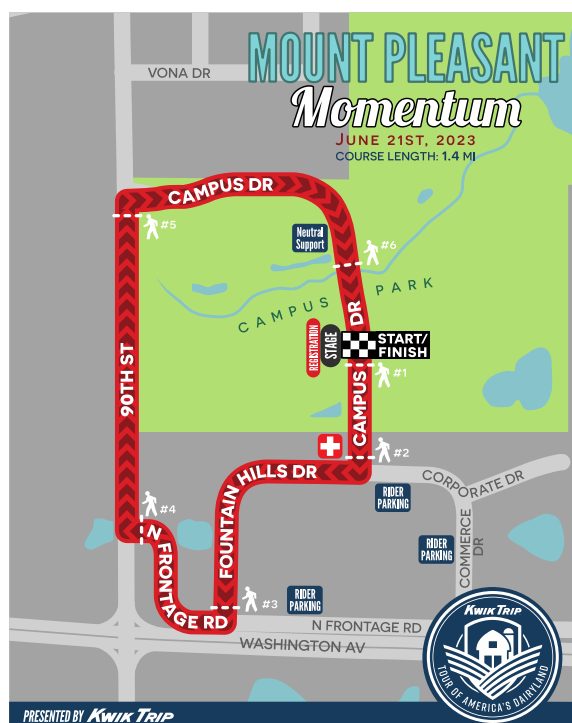 MOUNT PLEASANT
Momentum
JUNE 21ST, 2023
COURSE LENGTH: 1.4 MI
VONA DR
CAMPUS DR
#5
Neutral
Support
#6
CAMPUS PARK
CAMPUS DR
REGISTRATION
STAGE
START/
FINISH
#1
90TH ST
#2
FOUNTAIN HILLS DR
CORPORATE DR
RIDER
PARKING
COMMERCE
DR
RIDER
PARKING
#4
N FRONTAGE RD
#3
RIDER
PARKING
N FRONTAGE RD
WASHINGTON AV
KWIK TRIP
TOUR OF AMERICA'S DAIRYLAND
PRESENTED BY KWIK TRIP